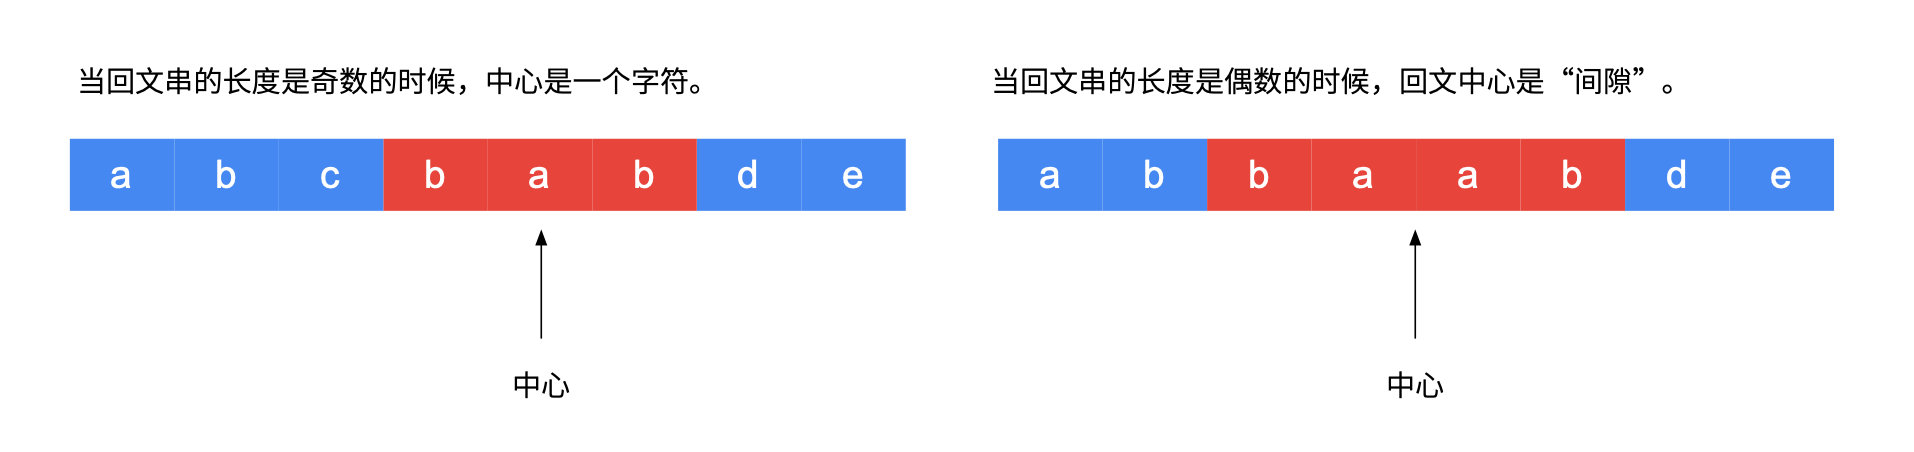 当回文串的长度是奇数的时候，中心是一个字符。
a b c b a b d e
中心
当回文串的长度是偶数的时候，回文中心是“间隙”。
a b b a a b d e
中心